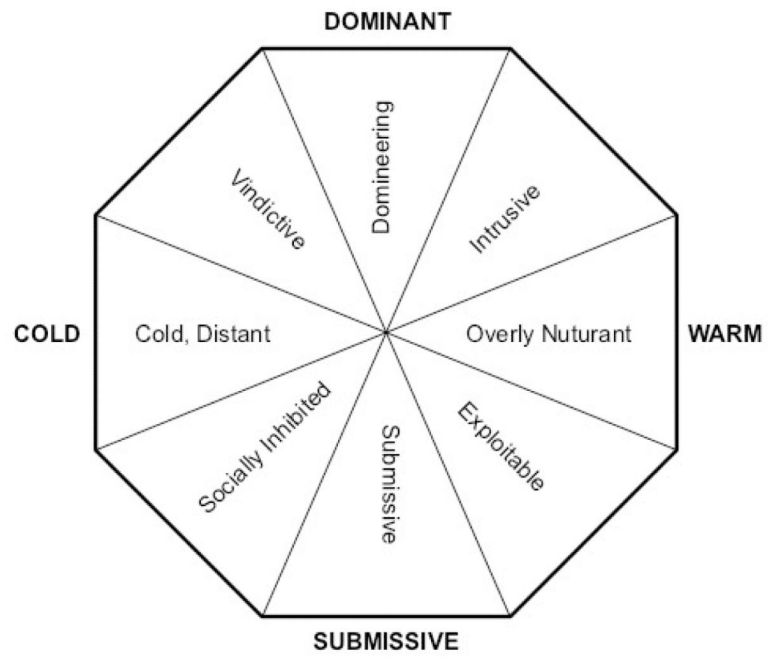 DOMINANT
Domineering
Vindictive
Intrusive
COLD
Cold, Distant
Overly Nuturant
WARM
Socially Inhibited
Submissive
Exploitable
SUBMISSIVE